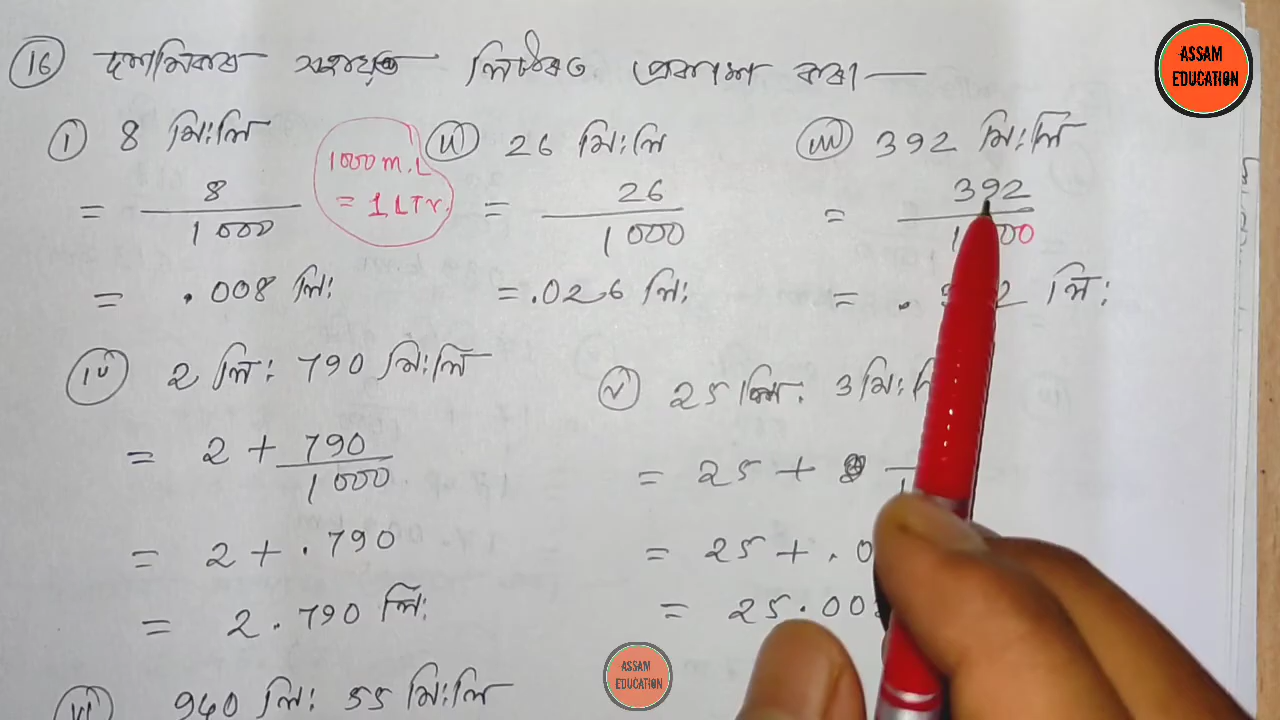 ASSAM
EDUCATION
16 দশমিকৰ সহায়ত লিটাৰত প্ৰকাশ কৰা —
i) 8 মি:লি
1000 m.L
= 1 LTr.
ii) 26 মি:লি
iii) 392 মি:লি
= 8/1000
= 26/1000
= 392/1000
= .008 লি:
= .026 লি:
= . 2 লি:
iv) 2 লি: 790 মি:লি
v) 25 লি. 3 মি:
= 2 + 790/1000
= 25 +
= 2 + .790
= 25 + .0
= 2.790 লি:
= 25.00
vi) 940 লি: 55 মি:লি
ASSAM
EDUCATION